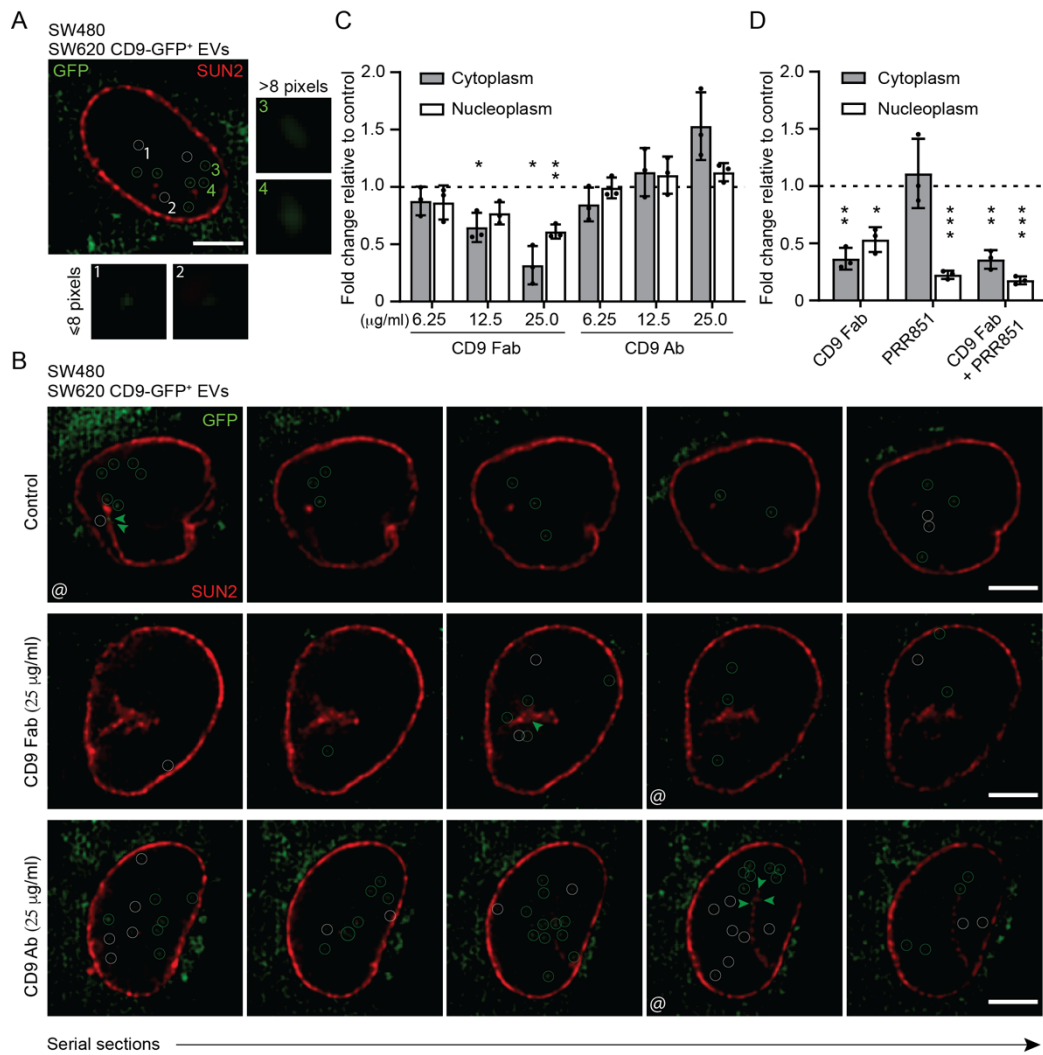 A
SW480
SW620 CD9-GFP⁺ EVs
GFP SUN2
1
2
3
4
>8 pixels
3
4
≤8 pixels
1 2
C
Fold change relative to control
2.0
1.5
1.0
0.5
0
Cytoplasm
Nucleoplasm
* * **
(μg/ml) 6.25 12.5 25.0 6.25 12.5 25.0
CD9 Fab CD9 Ab
D
Fold change relative to control
2.0
1.5
1.0
0.5
0
Cytoplasm
Nucleoplasm
** * *** ** ***
CD9 Fab
PRR851
CD9 Fab
+ PRR851
B
SW480
SW620 CD9-GFP⁺ EVs
Control
GFP
@ SUN2
CD9 Fab (25 μg/ml)
@
CD9 Ab (25 μg/ml)
@
Serial sections